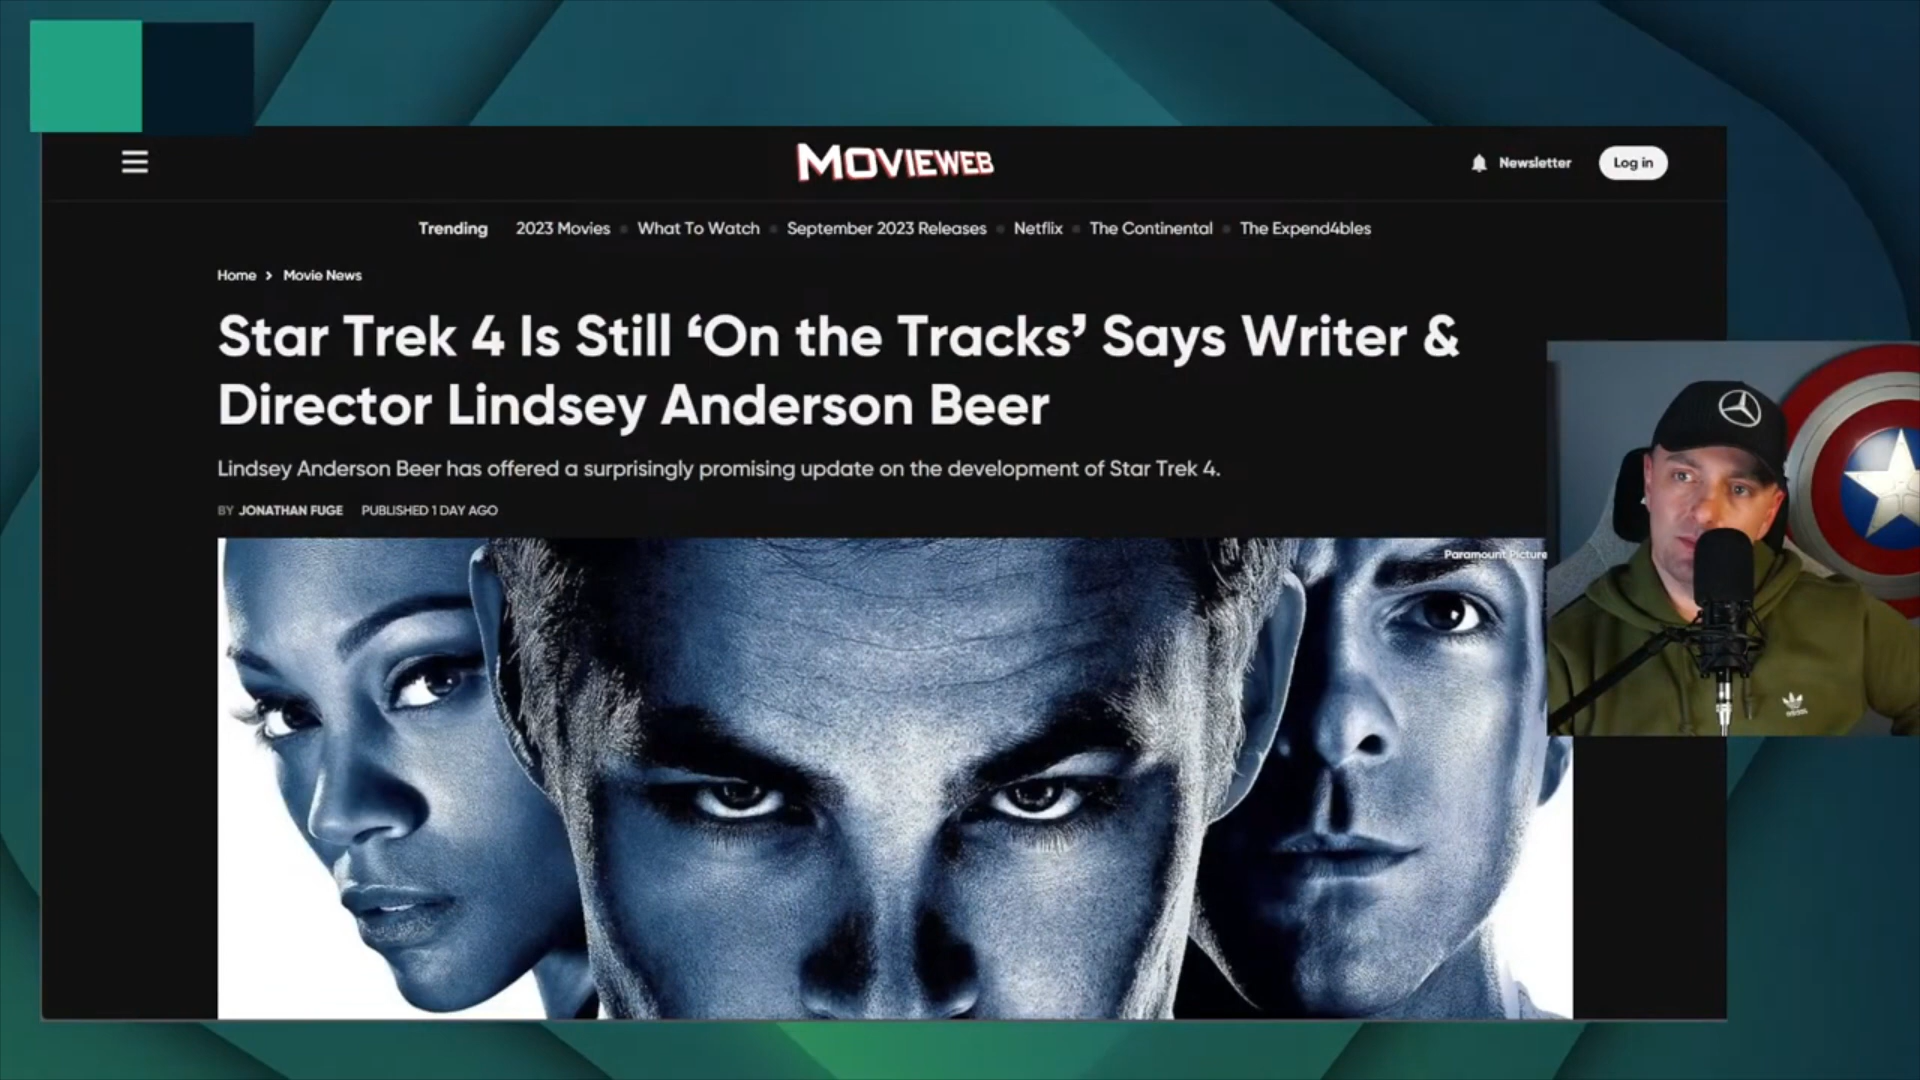 MOVIEWEB
Newsletter
Log in
Trending 2023 Movies What To Watch September 2023 Releases Netflix The Continental The Expend4bles
Home > Movie News
Star Trek 4 Is Still ‘On the Tracks’ Says Writer &
Director Lindsey Anderson Beer
Lindsey Anderson Beer has offered a surprisingly promising update on the development of Star Trek 4.
BY JONATHAN FUGE PUBLISHED 1 DAY AGO
Paramount Picture
adidas